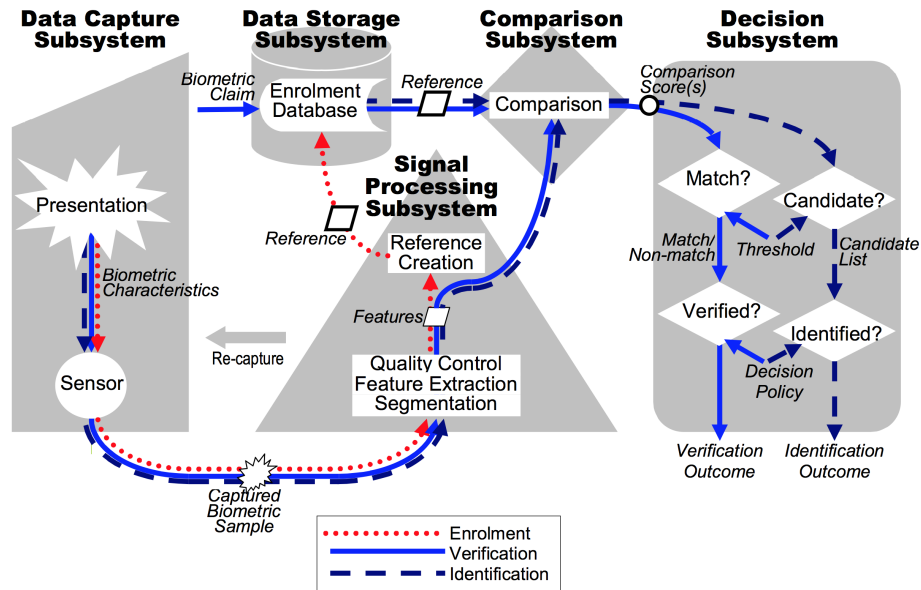 Data Capture
Subsystem
Data Storage
Subsystem
Comparison
Subsystem
Decision
Subsystem
Biometric
Claim
Enrolment
Database
Reference
Comparison
Comparison
Score(s)
Signal
Processing
Subsystem
Presentation
Match?
Candidate?
Reference
Reference
Creation
Match/
Non-match
Threshold
Candidate
List
Biometric
Characteristics
Features
Verified?
Identified?
Re-capture
Sensor
Quality Control
Feature Extraction
Segmentation
Decision
Policy
Verification
Outcome
Identification
Outcome
Captured
Biometric
Sample
Enrolment
Verification
Identification